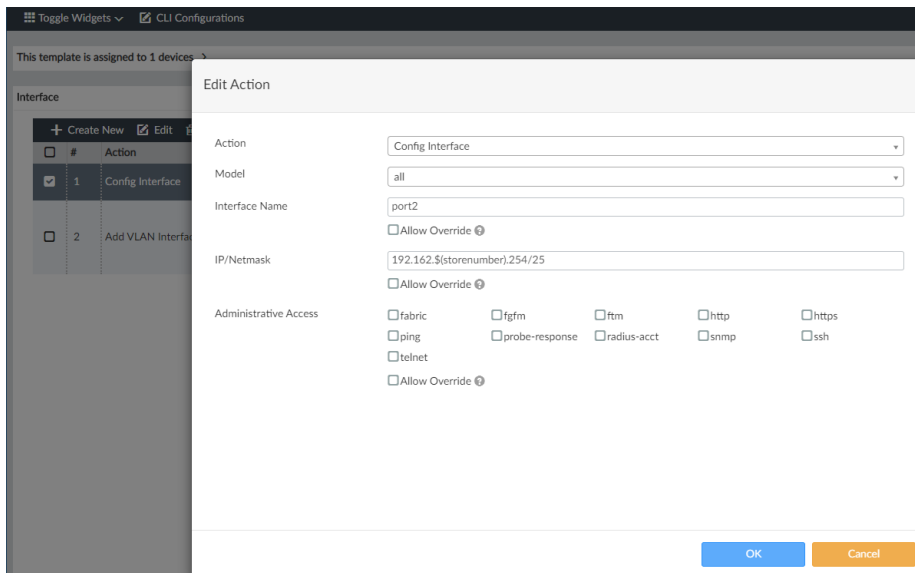 Toggle Widgets CLI Configurations
This template is assigned to 1 devices >
Edit Action
Interface
Create New Edit
# Action
1 Config Interface
2 Add VLAN Interfac
Action Config Interface
Model all
Interface Name port2
Allow Override
IP/Netmask 192.162.$(storenumber).254/25
Allow Override
Administrative Access fabric fgfm ftm http https
ping probe-response radius-acct snmp ssh
telnet
Allow Override
OK Cancel